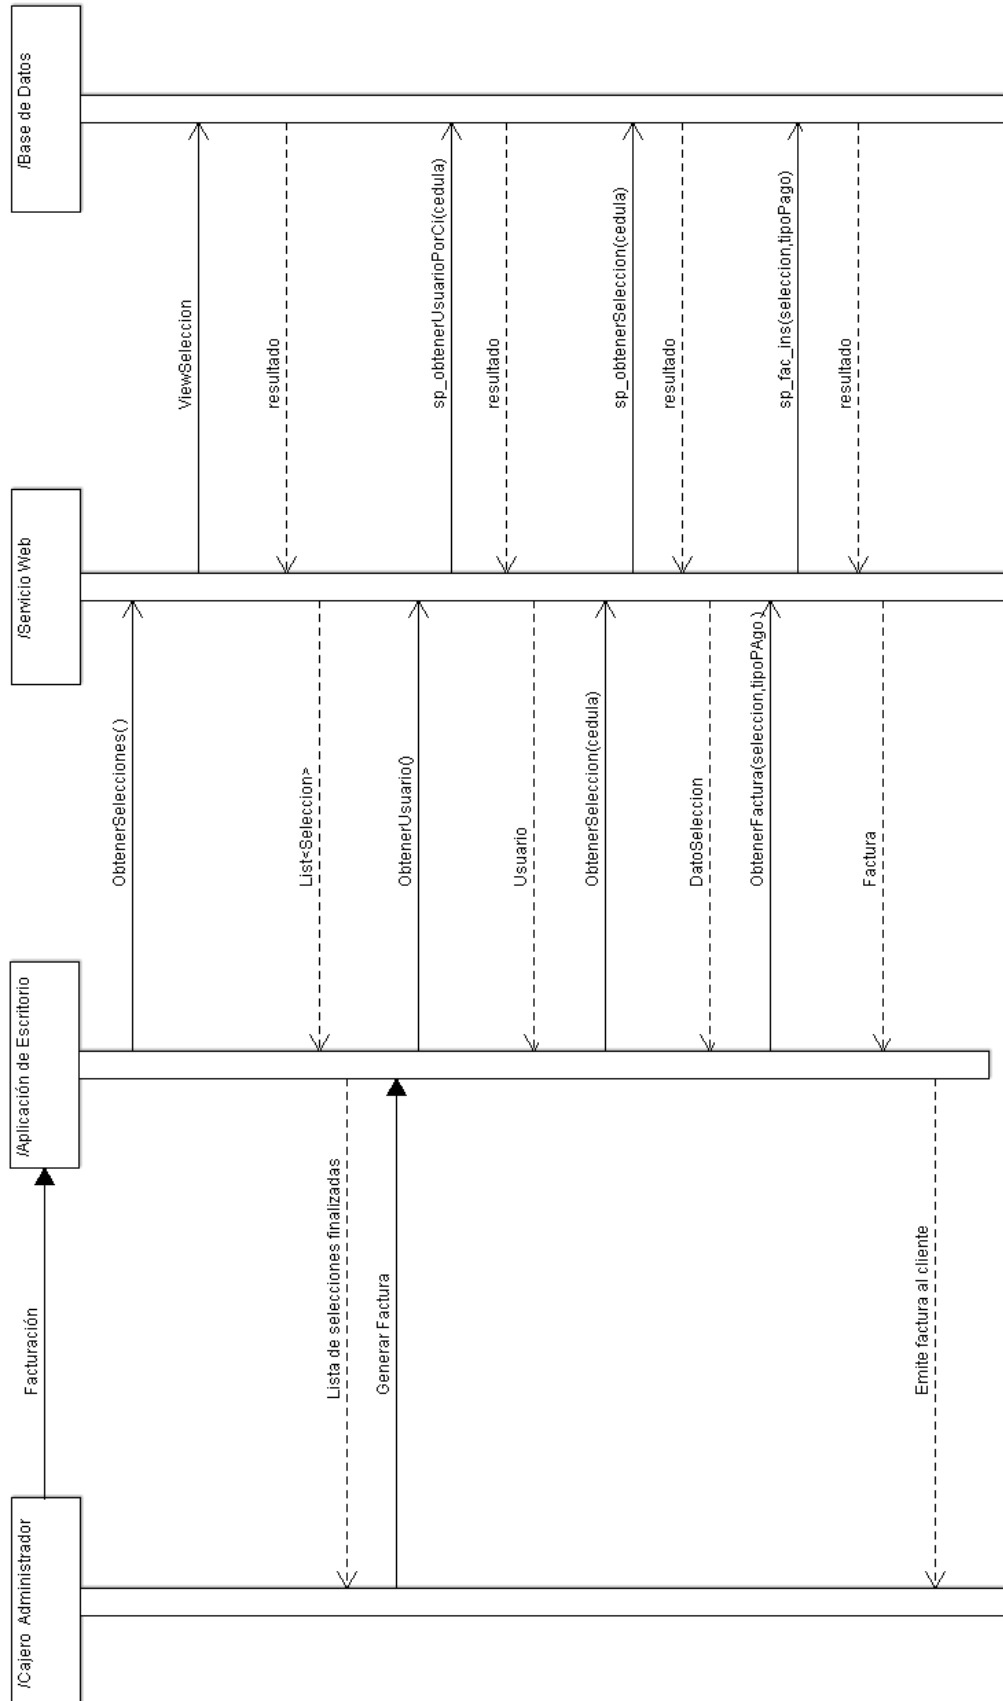 /Cajero Administrador
/Aplicación de Escritorio
/Servicio Web
/Base de Datos
Facturación
ObtenerSelecciones( )
ViewSeleccion
resultado
List<Seleccion>
Lista de selecciones finalizadas
Generar Factura
ObtenerUsuario()
sp_obtenerUsuarioPorCi(cedula)
resultado
Usuario
ObtenerSeleccion(cedula)
sp_obtenerSeleccion(cedula)
resultado
DatoSeleccion
ObtenerFactura(seleccion,tipoPAgo )
sp_fac_ins(seleccion,tipoPago)
resultado
Factura
Emite factura al cliente